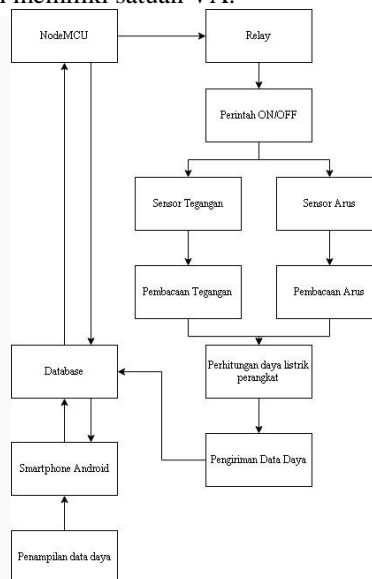 memiliki satuan VA.
NodeMCU
Relay
Perintah ON/OFF
Sensor Tegangan
Sensor Arus
Pembacaan Tegangan
Pembacaan Arus
Database
Perhitungan daya listrik
perangkat
Smartphone Android
Pengiriman Data Daya
Penampilan data daya